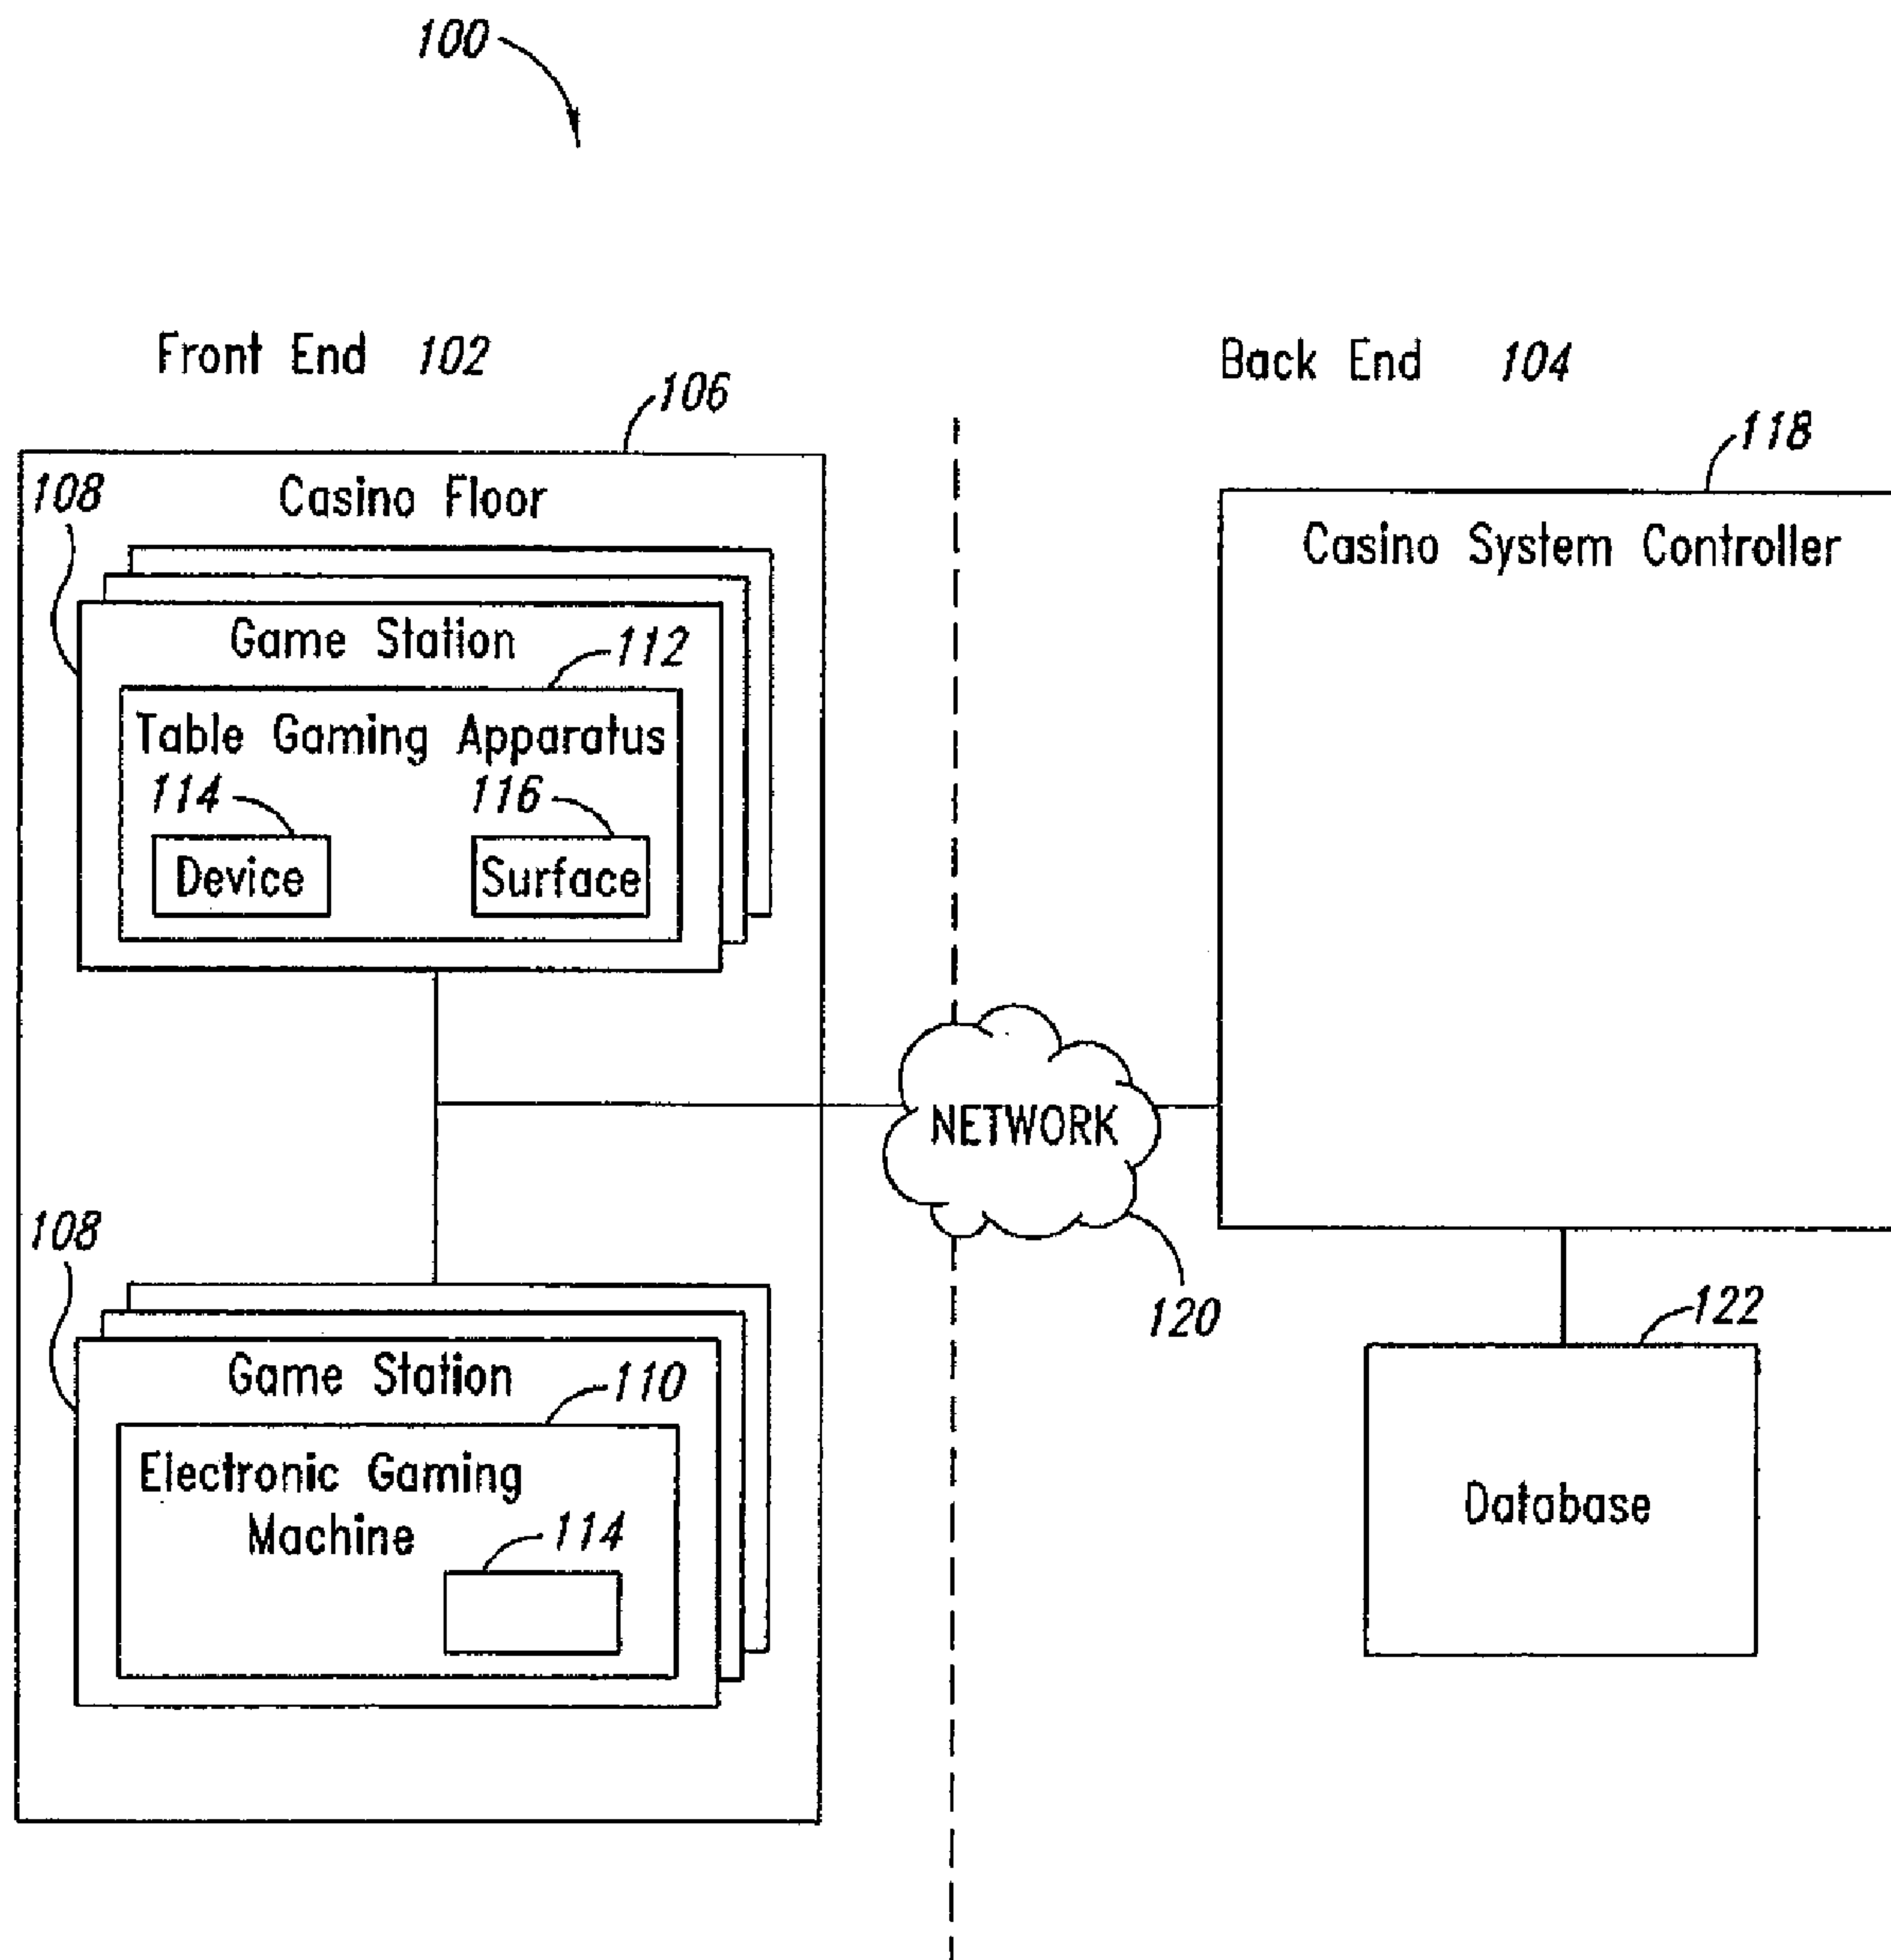 100
Front End 102
106
Casino Floor
108
Game Station
112
Table Gaming Apparatus
114
116
Device
Surface
108
Game Station
110
Electronic Gaming
Machine
114
NETWORK
120
Back End 104
118
Casino System Controller
122
Database